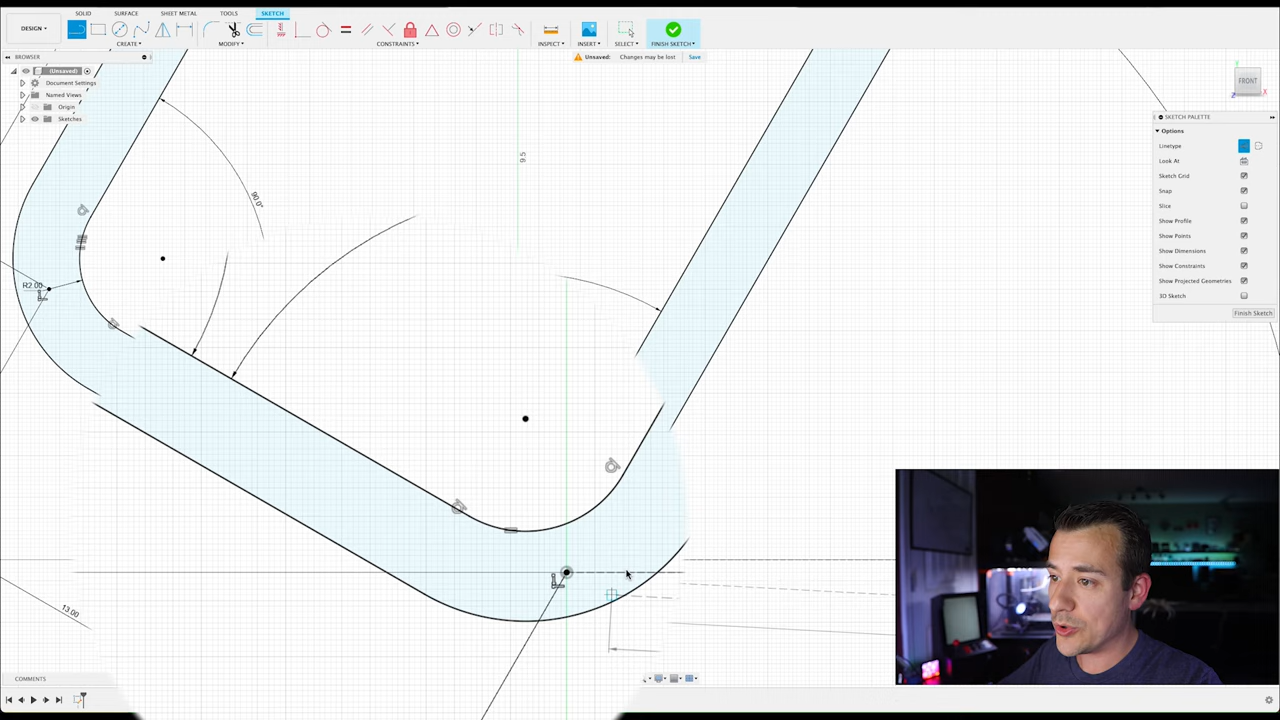 SOLID SURFACE SHEET METAL TOOLS SKETCH
DESIGN
CREATE MODIFY CONSTRAINTS INSPECT INSERT SELECT FINISH SKETCH
BROWSER
Unsaved: Changes may be lost Save
(Unsaved)
Document Settings
Named Views
Origin
Sketches
FRONT
Y
X
Z
SKETCH PALETTE
Options
Linetype
Look At
Sketch Grid
Snap
Slice
Show Profile
Show Points
Show Dimensions
Show Constraints
Show Projected Geometries
3D Sketch
Finish Sketch
9.5
90.0°
R2.00
13.00
COMMENTS